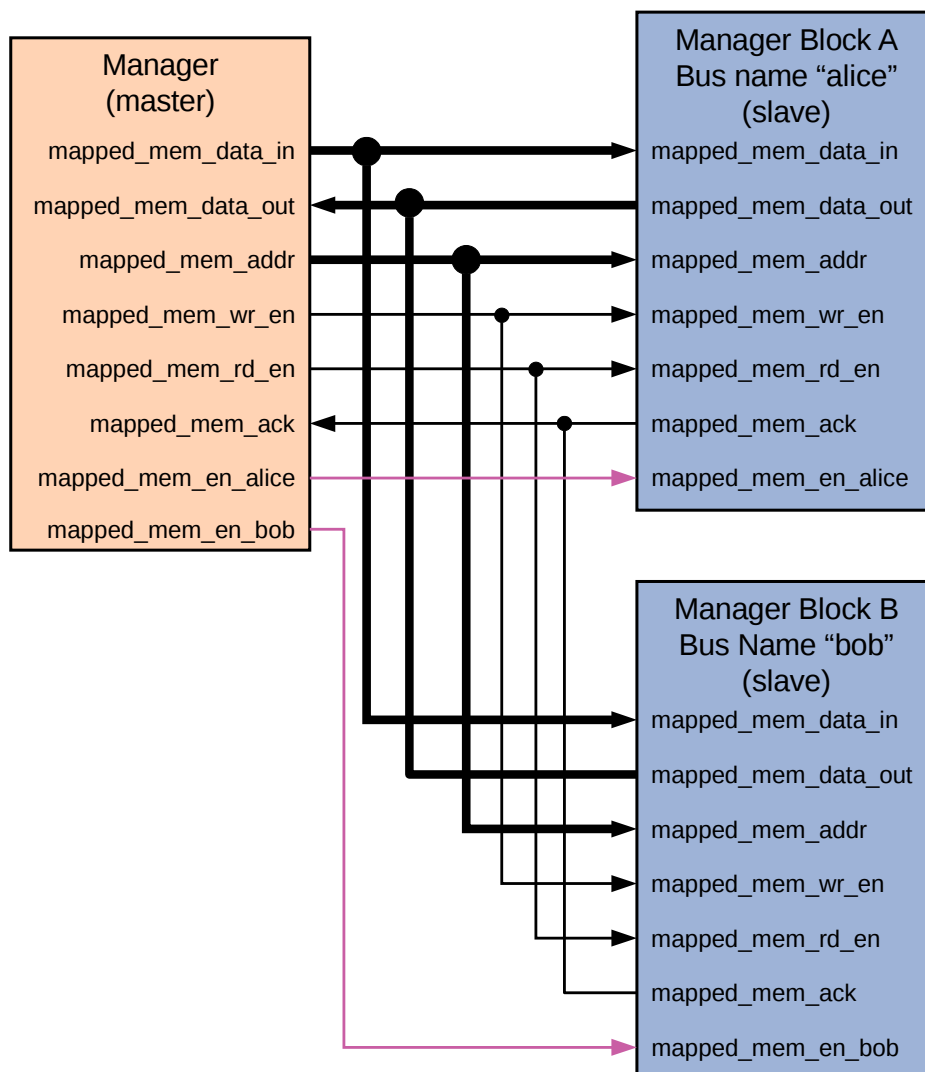 Manager
(master)
mapped_mem_data_in
mapped_mem_data_out
mapped_mem_addr
mapped_mem_wr_en
mapped_mem_rd_en
mapped_mem_ack
mapped_mem_en_alice
mapped_mem_en_bob
Manager Block A
Bus name “alice”
(slave)
mapped_mem_data_in
mapped_mem_data_out
mapped_mem_addr
mapped_mem_wr_en
mapped_mem_rd_en
mapped_mem_ack
mapped_mem_en_alice
Manager Block B
Bus Name “bob”
(slave)
mapped_mem_data_in
mapped_mem_data_out
mapped_mem_addr
mapped_mem_wr_en
mapped_mem_rd_en
mapped_mem_ack
mapped_mem_en_bob